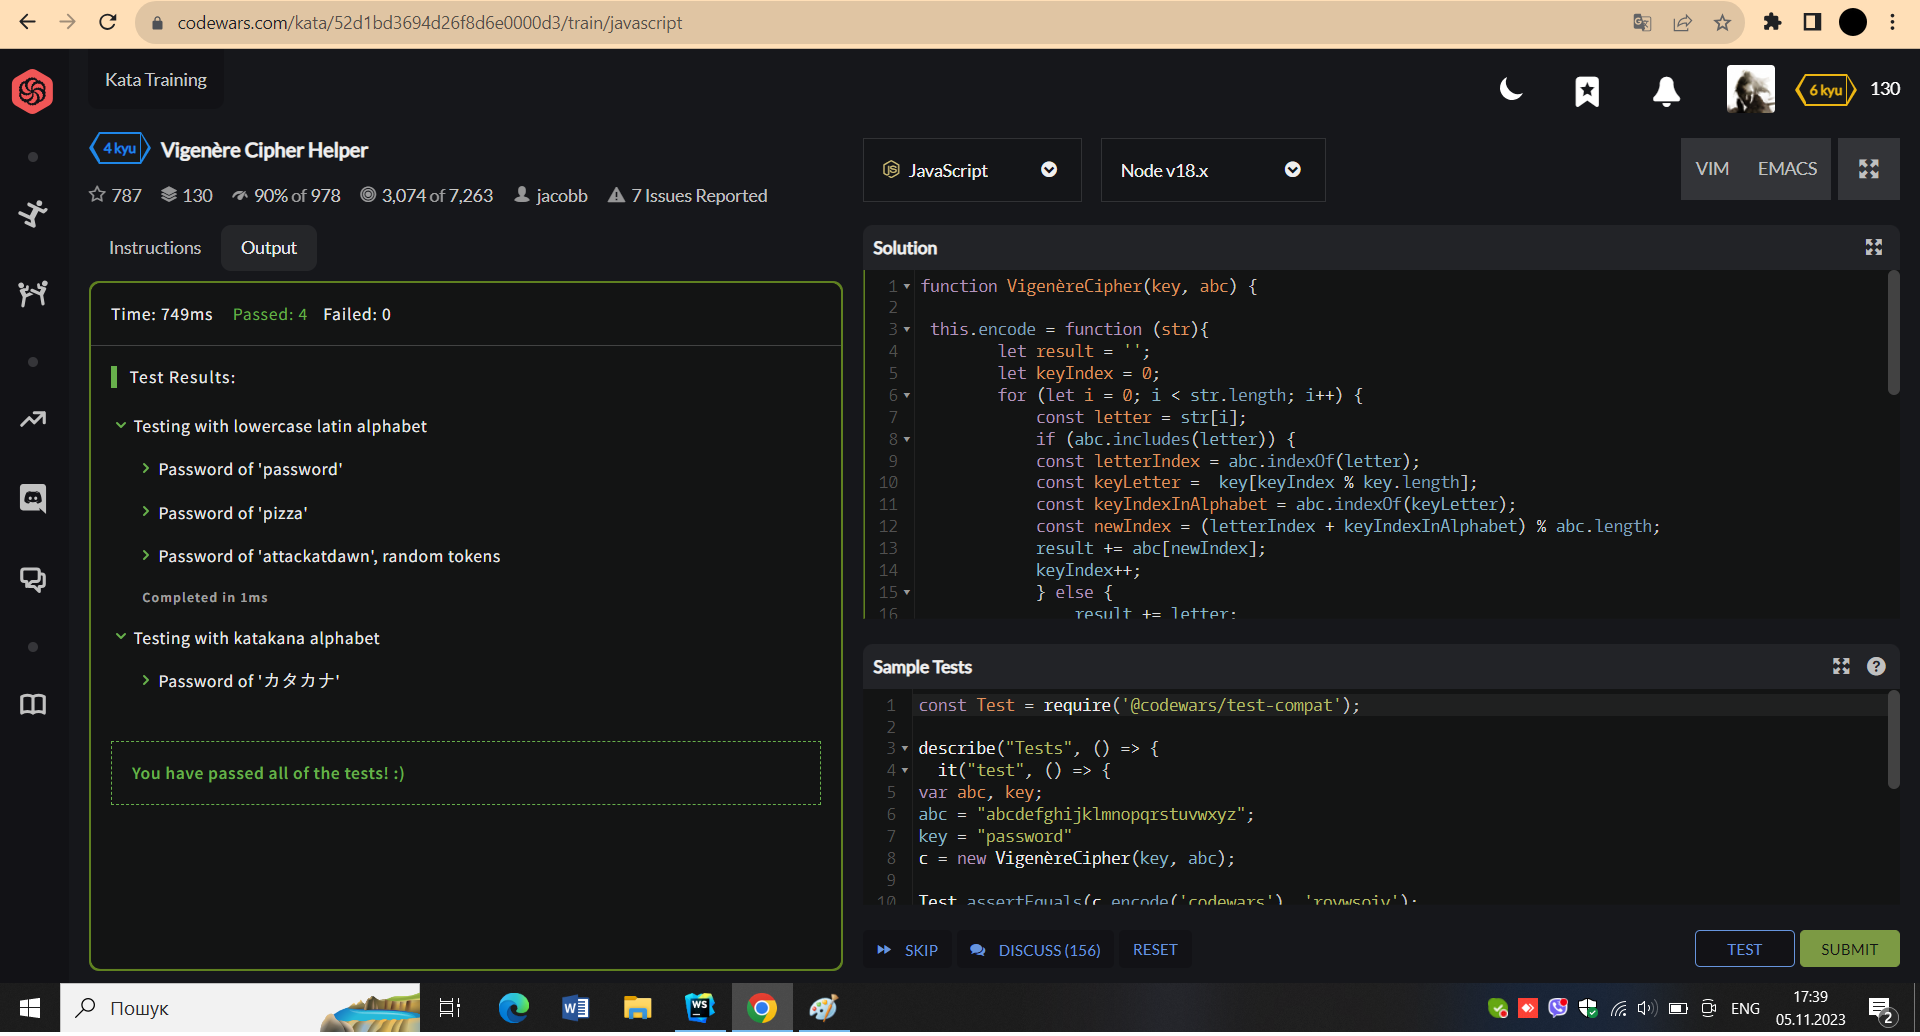 codewars.com/kata/52d1bd3694d26f8d6e0000d3/train/javascript
Kata Training
6 kyu 130
4 kyu Vigenère Cipher Helper
787 130 90% of 978 3,074 of 7,263 jacobb 7 Issues Reported
JavaScript
Node v18.x
VIM EMACS
Instructions Output
Time: 749ms Passed: 4 Failed: 0
Test Results:
Testing with lowercase latin alphabet
Password of 'password'
Password of 'pizza'
Password of 'attackatdawn', random tokens
Completed in 1ms
Testing with katakana alphabet
Password of 'カタカナ'
You have passed all of the tests! :)
Solution
1 function VigenèreCipher(key, abc) {
2
3 this.encode = function (str){
4 let result = '';
5 let keyIndex = 0;
6 for (let i = 0; i < str.length; i++) {
7 const letter = str[i];
8 if (abc.includes(letter)) {
9 const letterIndex = abc.indexOf(letter);
10 const keyLetter =  key[keyIndex % key.length];
11 const keyIndexInAlphabet = abc.indexOf(keyLetter);
12 const newIndex = (letterIndex + keyIndexInAlphabet) % abc.length;
13 result += abc[newIndex];
14 keyIndex++;
15 } else {
16 result += letter;
Sample Tests
1 const Test = require('@codewars/test-compat');
2
3 describe("Tests", () => {
4 it("test", () => {
5 var abc, key;
6 abc = "abcdefghijklmnopqrstuvwxyz";
7 key = "password"
8 c = new VigenèreCipher(key, abc);
9
10 Test.assertEquals(c.encode('codewars'), 'rovwsoiv');
SKIP DISCUSS (156) RESET TEST SUBMIT
Пошук
WS
ENG
17:39
05.11.2023
2